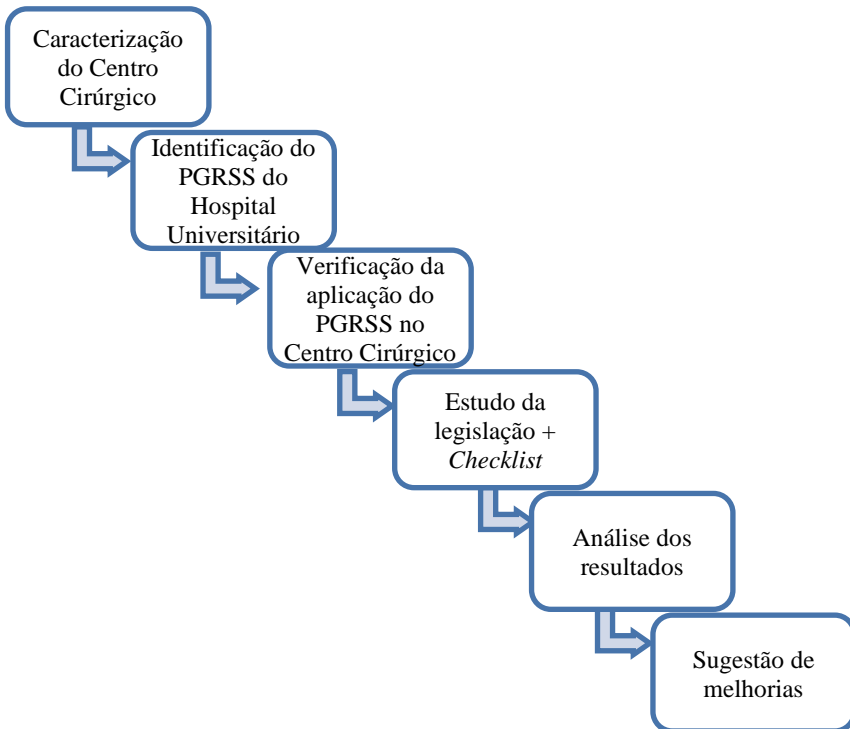 Caracterização
do Centro
Cirúrgico
Identificação do
PGRSS do
Hospital
Universitário
Verificação da
aplicação do
PGRSS no
Centro Cirúrgico
Estudo da
legislação +
Checklist
Análise dos
resultados
Sugestão de
melhorias